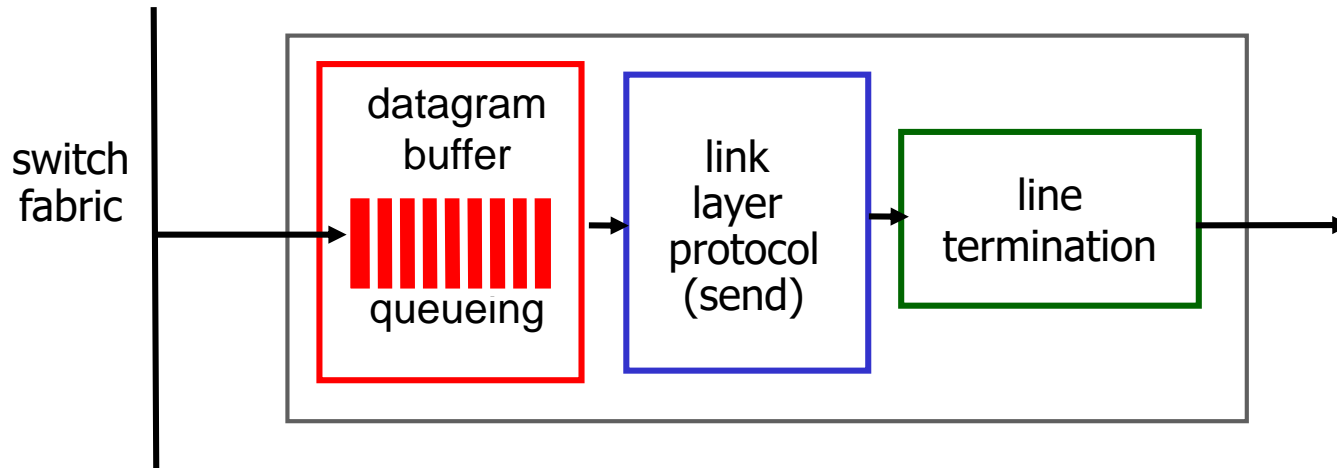 switch
fabric
datagram
buffer
queueing
link
layer
protocol
(send)
line
termination